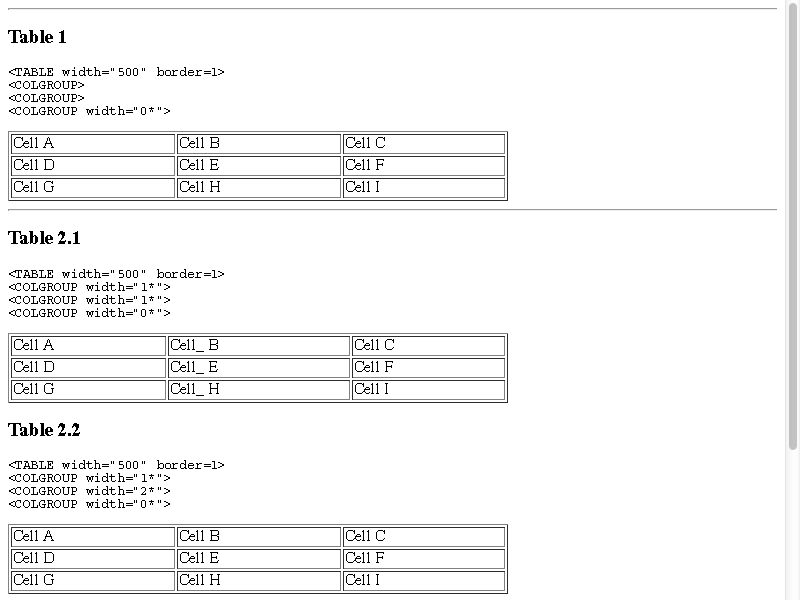 Table 1
<TABLE width="500" border=1>
<COLGROUP>
<COLGROUP>
<COLGROUP width="0*">
Cell A Cell B Cell C
Cell D Cell E Cell F
Cell G Cell H Cell I
Table 2.1
<TABLE width="500" border=1>
<COLGROUP width="1*">
<COLGROUP width="1*">
<COLGROUP width="0*">
Cell A Cell_ B Cell C
Cell D Cell_ E Cell F
Cell G Cell_ H Cell I
Table 2.2
<TABLE width="500" border=1>
<COLGROUP width="1*">
<COLGROUP width="2*">
<COLGROUP width="0*">
Cell A Cell B Cell C
Cell D Cell E Cell F
Cell G Cell H Cell I